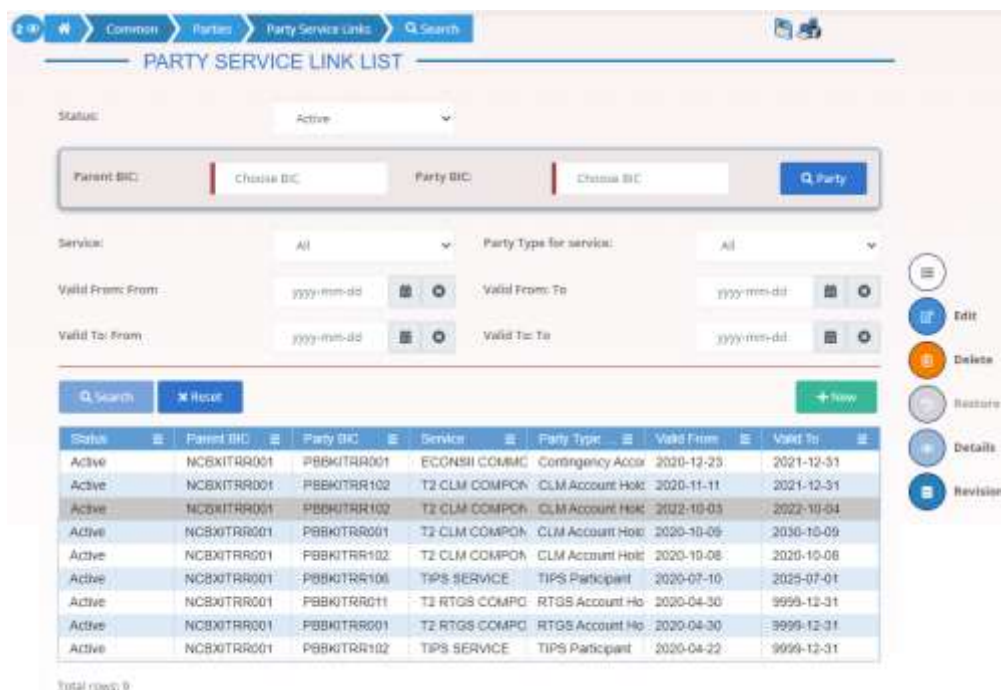 2
Common Parties Party Service Links Search
PARTY SERVICE LINK LIST
Status: Active
Parent BIC: Choose BIC Party BIC: Choose BIC Party
Service: All Party Type for service: All
Valid From: From yyyy-mm-dd Valid From: To yyyy-mm-dd
Valid To: From yyyy-mm-dd Valid To: To yyyy-mm-dd
Edit
Delete
Restore
Details
Revision
Search Reset New
Status Parent BIC Party BIC Service Party Type ... Valid From Valid To
Active NCBXITRR001 PBBKITRR001 ECONSII COMMC Contingency Accor 2020-12-23 2021-12-31
Active NCBXITRR001 PBBKITRR102 T2 CLM COMPON CLM Account Hold 2020-11-11 2021-12-31
Active NCBXITRR001 PBBKITRR102 T2 CLM COMPON CLM Account Hold 2022-10-03 2022-10-04
Active NCBXITRR001 PBBKITRR001 T2 CLM COMPON CLM Account Hold 2020-10-09 2030-10-09
Active NCBXITRR001 PBBKITRR102 T2 CLM COMPON CLM Account Hold 2020-10-08 2020-10-08
Active NCBXITRR001 PBBKITRR106 TIPS SERVICE TIPS Participant 2020-07-10 2025-07-01
Active NCBXITRR001 PBBKITRR011 T2 RTGS COMPO RTGS Account Ho 2020-04-30 9999-12-31
Active NCBXITRR001 PBBKITRR001 T2 RTGS COMPO RTGS Account Ho 2020-04-30 9999-12-31
Active NCBXITRR001 PBBKITRR102 TIPS SERVICE TIPS Participant 2020-04-22 9999-12-31
Total rows: 9